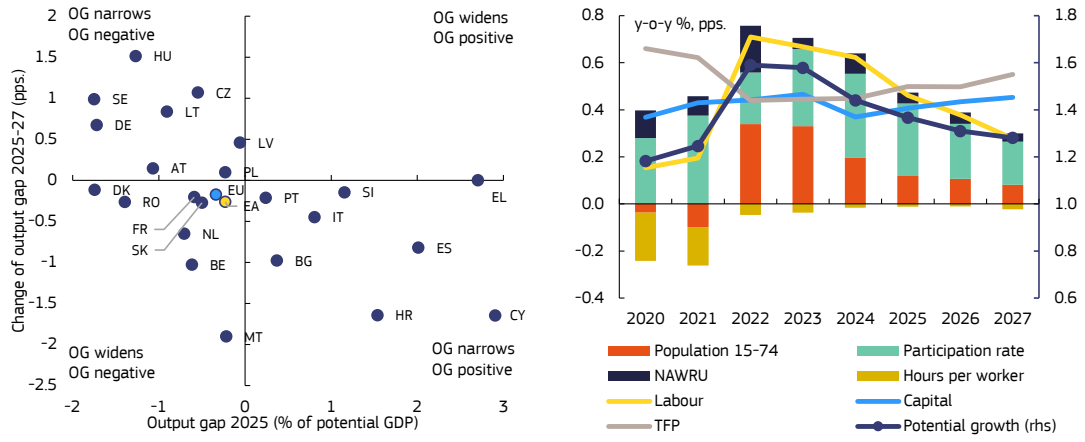 OG narrows
OG negative
OG widens
OG positive
OG widens
OG negative
OG narrows
OG positive
Change of output gap 2025-27 (pps.)
2
1.5
1
0.5
0
-0.5
-1
-1.5
-2
-2.5
HU
SE
CZ
DE
LT
LV
AT
PL
DK
RO
EU
EA
FR
SK
NL
BE
MT
PT
SI
EL
IT
BG
ES
HR
CY
-2
-1
0
1
2
3
Output gap 2025 (% of potential GDP)
y-o-y %, pps.
0.8
0.6
0.4
0.2
0.0
-0.2
-0.4
1.8
1.6
1.4
1.2
1.0
0.8
0.6
2020 2021 2022 2023 2024 2025 2026 2027
Population 15-74
Participation rate
NAWRU
Hours per worker
Labour
Capital
TFP
Potential growth (rhs)